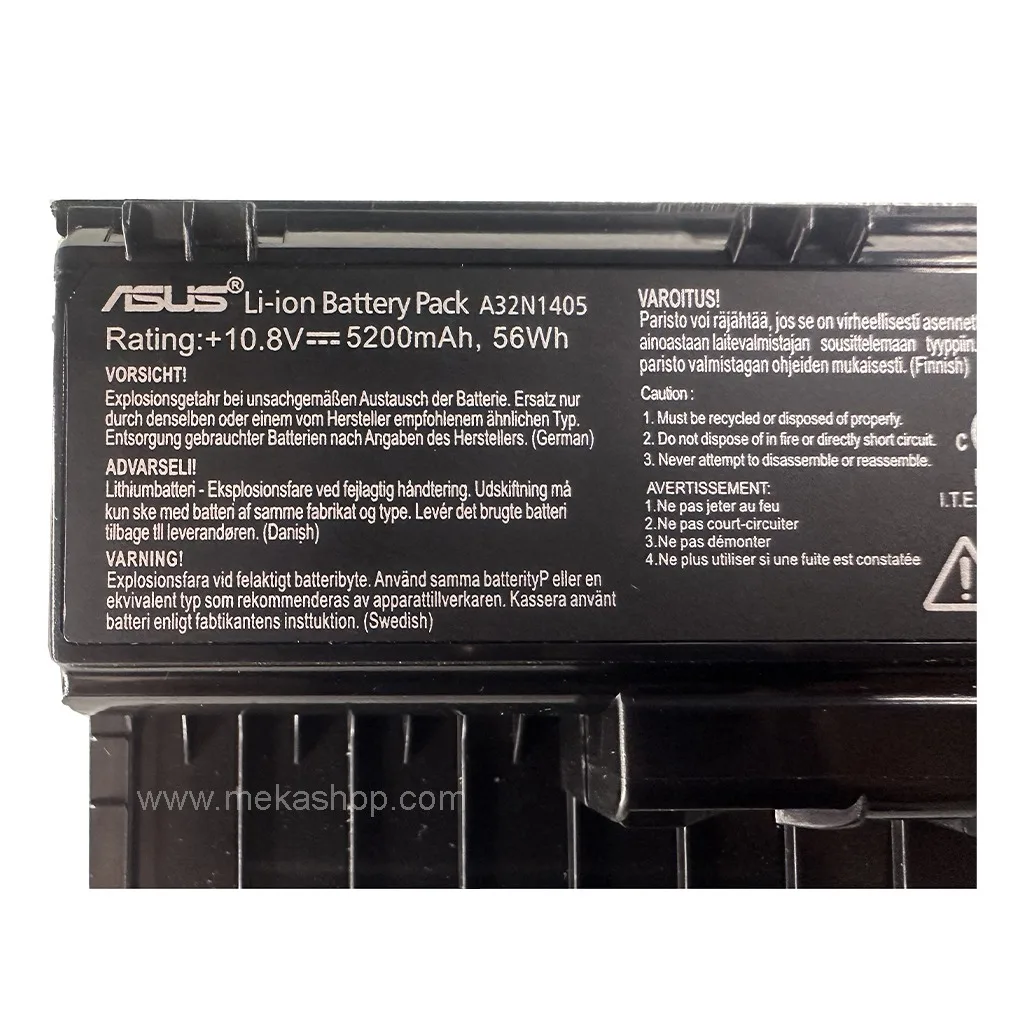 ASUS® Li-ion Battery Pack A32N1405
Rating:+10.8V 5200mAh, 56Wh
VORSICHT!
Explosionsgetahr bei unsachgemäßen Austausch der Batterie. Ersatz nur
durch denselben oder einem vom Hersteller empfohlenem ähnlichen Typ.
Entsorgung gebrauchter Batterien nach Angaben des Herstellers. (German)
ADVARSELI!
Lithiumbatteri - Eksplosionsfare ved fejlagtig håndtering. Udskiftning må
kun ske med batteri af samme fabrikat og type. Levér det brugte batteri
tilbage tll leverandøren. (Danish)
VARNING!
Explosionsfara vid felaktigt batteribyte. Använd samma batterityP eller en
ekvivalent typ som rekommenderas av apparattillverkaren. Kassera använt
batteri enligt fabtikantens insttuktion. (Swedish)
VAROITUS!
Paristo voi räjähtää, jos se on virheellisesti asennet
ainoastaan laitevalmistajan sousittelemaan tyyppiin.
paristo valmistagan ohjeiden mukaisesti. (Finnish)
Caution :
1. Must be recycled or disposed of properly.
2. Do not dispose of in fire or directly short circuit.
3. Never attempt to disassemble or reassemble.
AVERTISSEMENT:
1.Ne pas jeter au feu
2.Ne pas court-circuiter
3.Ne pas démonter
4.Ne plus utiliser si une fuite est constatée
c
I.T.E.
www.mekashop.com